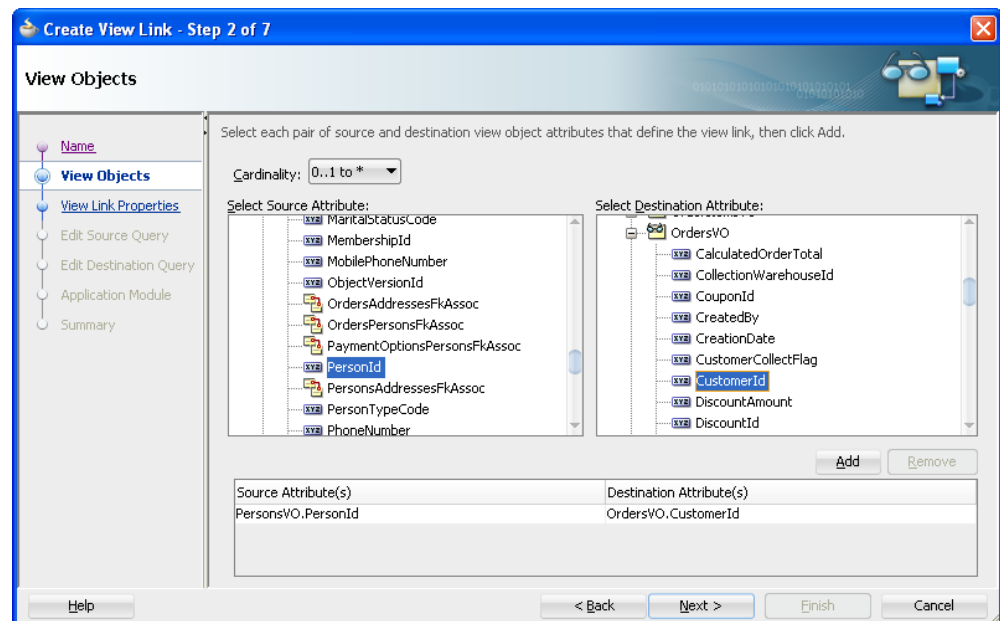 Create View Link - Step 2 of 7
View Objects
Name
View Objects
View Link Properties
Edit Source Query
Edit Destination Query
Application Module
Summary
Select each pair of source and destination view object attributes that define the view link, then click Add.
Cardinality: 0..1 to *
Select Source Attribute:
MaritalStatusCode
MembershipId
MobilePhoneNumber
ObjectVersionId
OrdersAddressesFkAssoc
OrdersPersonsFkAssoc
PaymentOptionsPersonsFkAssoc
PersonId
PersonsAddressesFkAssoc
PersonTypeCode
PhoneNumber
Select Destination Attribute:
OrdersVO
CalculatedOrderTotal
CollectionWarehouseId
CouponId
CreatedBy
CreationDate
CustomerCollectFlag
CustomerId
DiscountAmount
DiscountId
Add
Remove
Source Attribute(s) Destination Attribute(s)
PersonsVO.PersonId OrdersVO.CustomerId
Help
< Back
Next >
Finish
Cancel